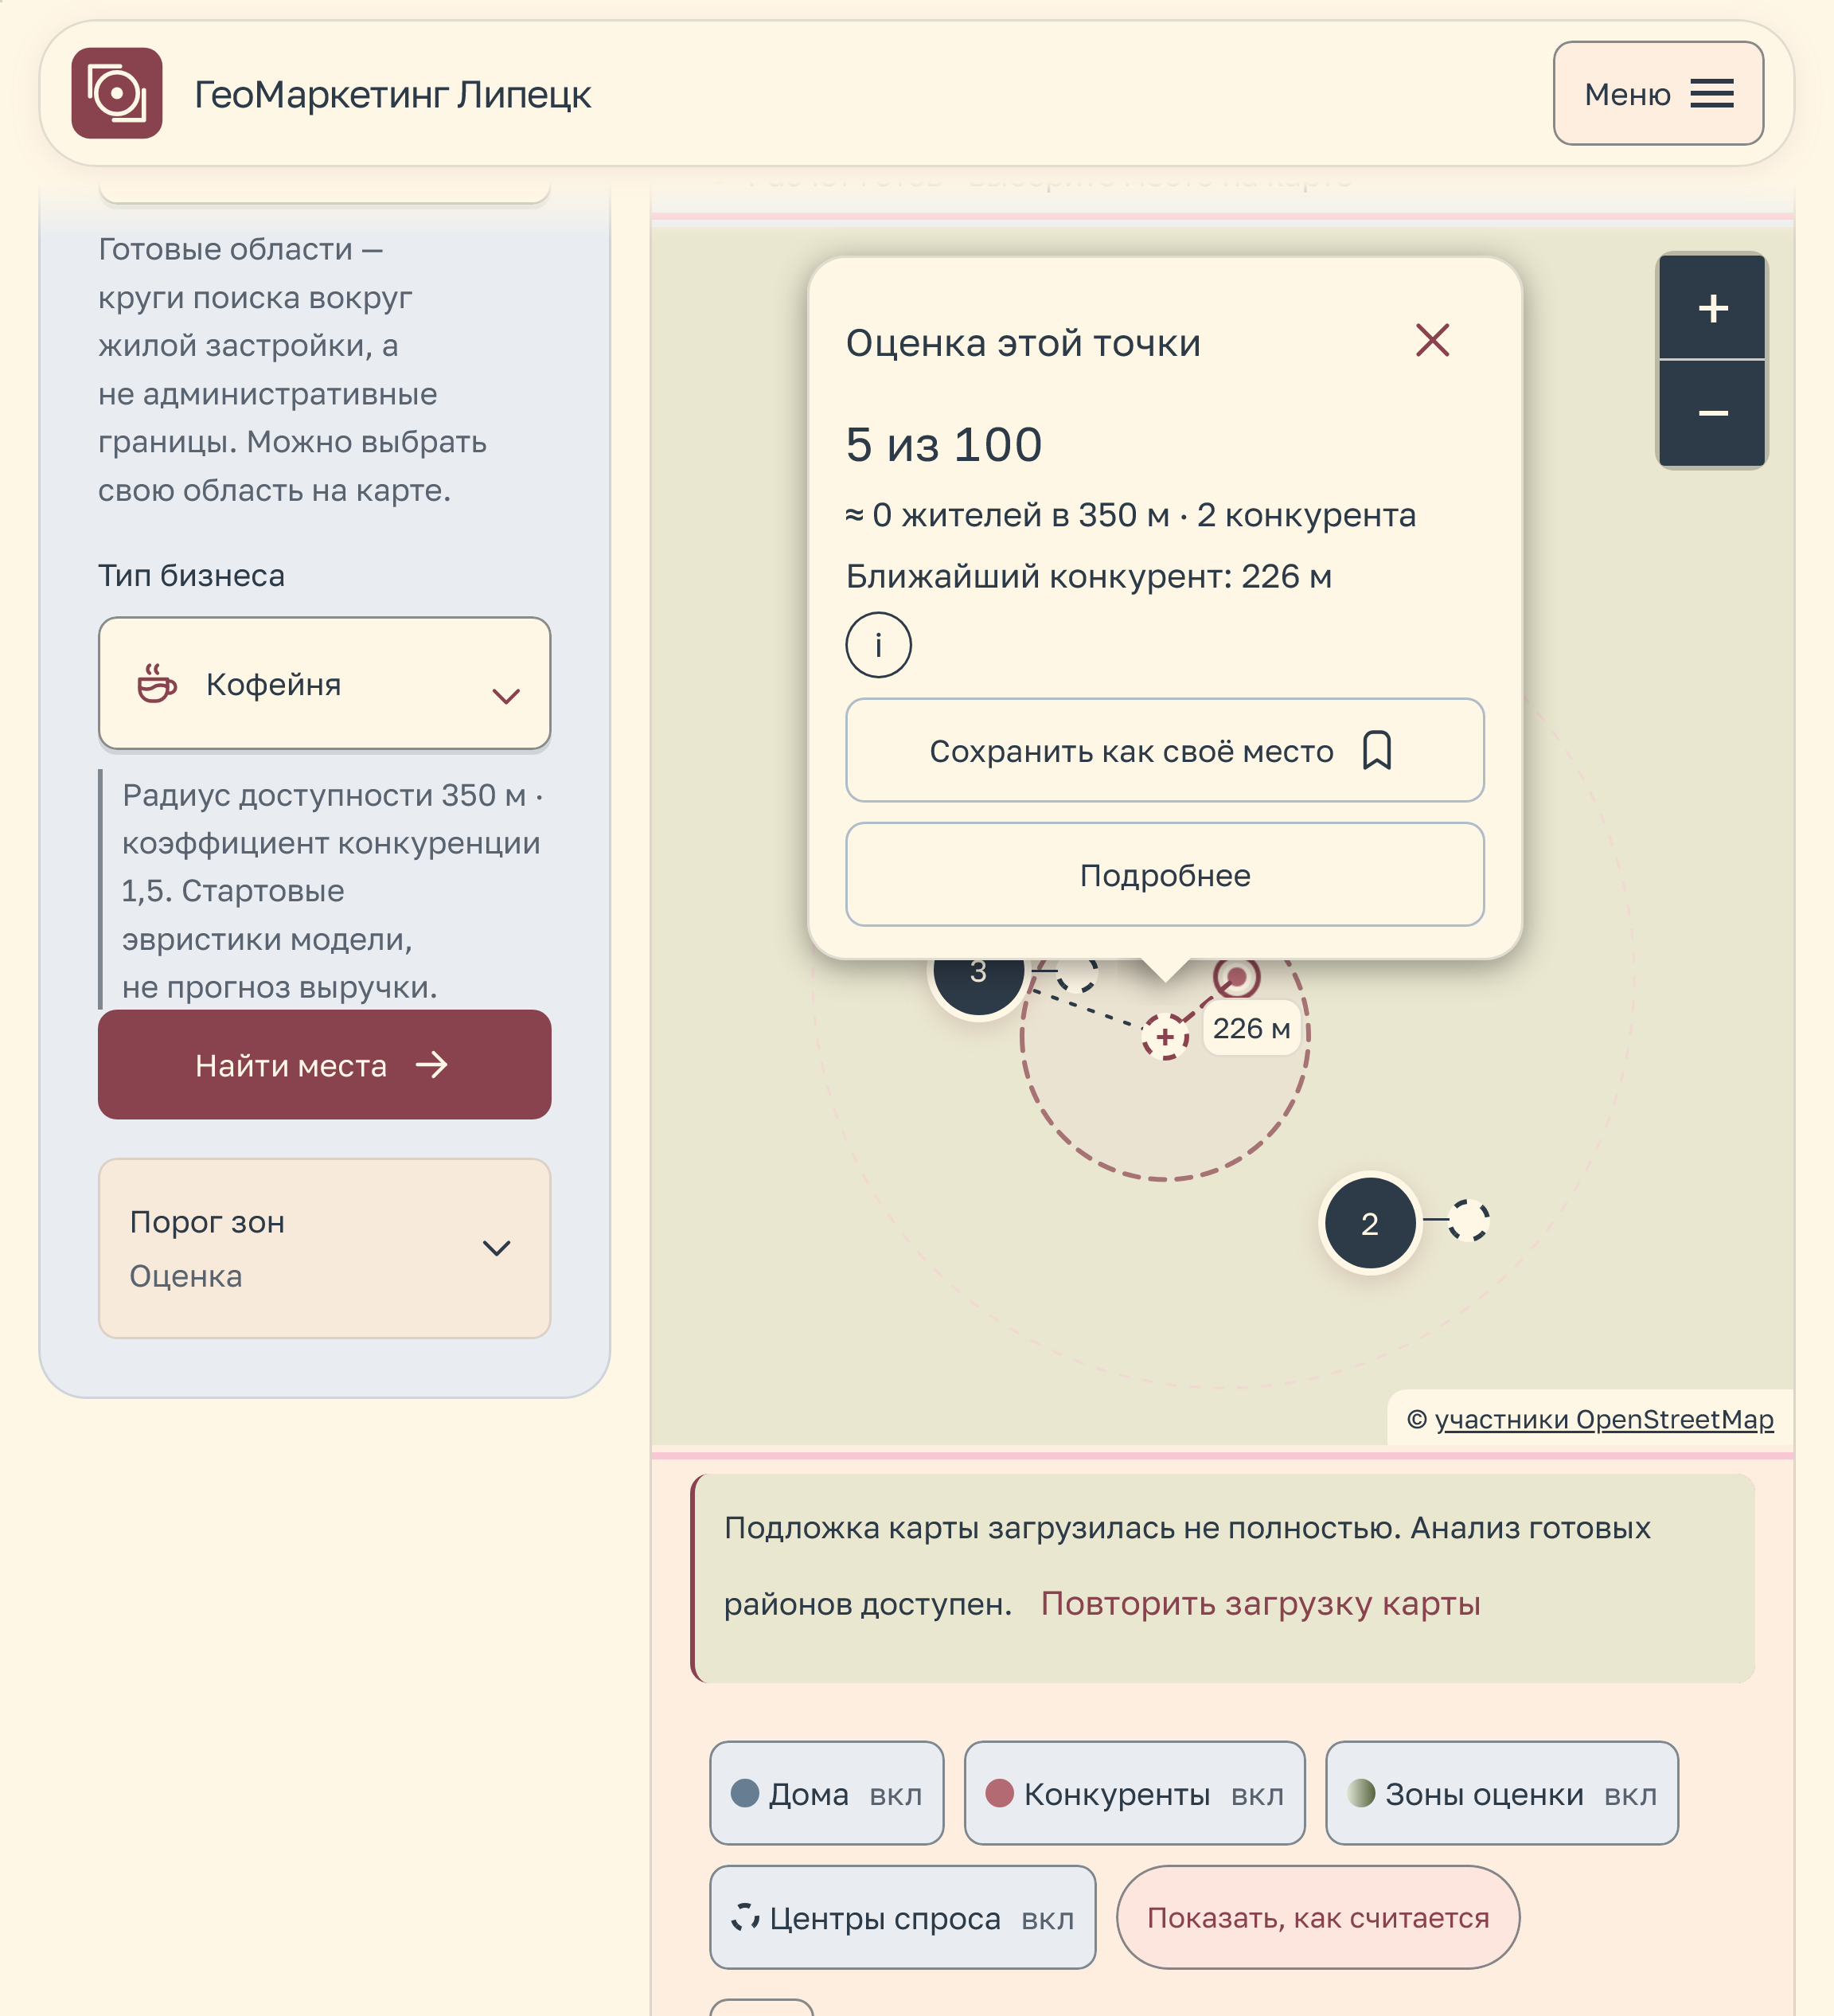 ГеоМаркетинг Липецк
Меню
Готовые области —
круги поиска вокруг
жилой застройки, а
не административные
границы. Можно выбрать
свою область на карте.
Тип бизнеса
Кофейня
Радиус доступности 350 м ·
коэффициент конкуренции
1,5. Стартовые
эвристики модели,
не прогноз выручки.
Найти места
Порог зон
Оценка
+
−
Оценка этой точки
5 из 100
≈ 0 жителей в 350 м · 2 конкурента
Ближайший конкурент: 226 м
i
Сохранить как своё место
Подробнее
3
226 м
2
© участники OpenStreetMap
Подложка карты загрузилась не полностью. Анализ готовых
районов доступен. Повторить загрузку карты
Дома вкл
Конкуренты вкл
Зоны оценки вкл
Центры спроса вкл
Показать, как считается